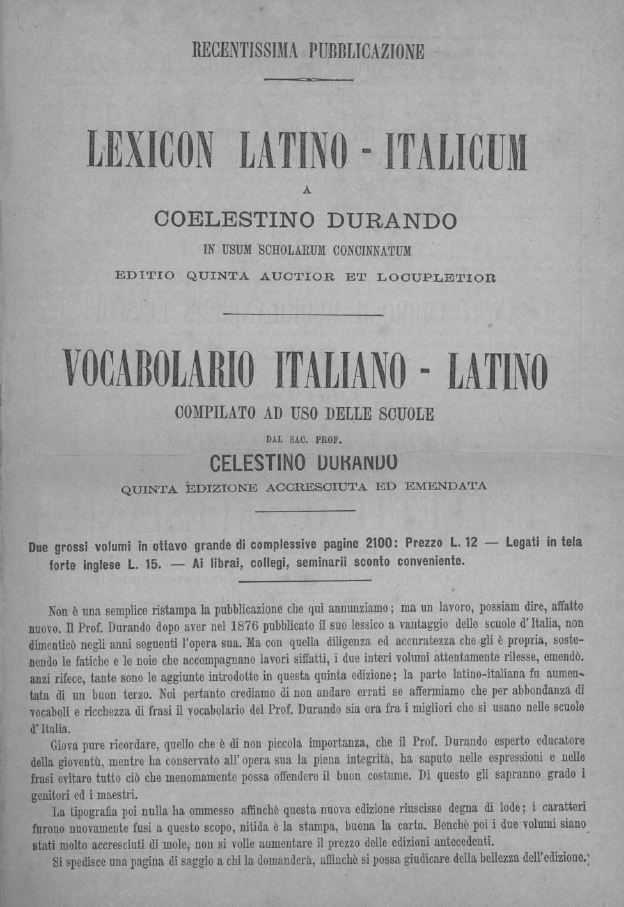 RECENTISSIMA PUBBLICAZIONE
LEXICON LATINO - ITALICUM
A
COELESTINO DURANDO
IN USUM SCHOLARUM CONCINNATUM
EDITIO QUINTA AUCTIOR ET LOCUPLETIOR
VOCABOLARIO ITALIANO - LATINO
COMPILATO AD USO DELLE SCUOLE
DAL SAC. PROF.
CELESTINO DURANDO
QUINTA EDIZIONE ACCRESCIUTA ED EMENDATA
Due grossi volumi in ottavo grande di complessive pagine 2100: Prezzo L. 12 — Legati in tela
forte inglese L. 15. — Ai librai, collegi, seminarii sconto conveniente.
Non è una semplice ristampa la pubblicazione che qui annunziamo; ma un lavoro, possiam dire, affatto
nuovo. Il Prof. Durando dopo aver nel 1876 pubblicato il suo lessico a vantaggio delle scuole d'Italia, non
dimenticò negli anni seguenti l'opera sua. Ma con quella diligenza ed accuratezza che gli è propria, soste-
nendo le fatiche e le noie che accompagnano lavori siffatti, i due interi volumi attentamente rilesse, emendò.
anzi rifece, tante sono le aggiunte introdotte in questa quinta edizione; la parte latino-italiana fu aumen-
tata di un buon terzo. Noi pertanto crediamo di non andare errati se affermiamo che per abbondanza di
vocaboli e ricchezza di frasi il vocabolario del Prof. Durando sia ora fra i migliori che si usano nelle scuole
d'Italia.
Giova pure ricordare, quello che è di non piccola importanza, che il Prof. Durando esperto educatore
della gioventù, mentre ha conservato all'opera sua la piena integrità, ha saputo nelle espressioni e nelle
frasi evitare tutto ciò che menomamente possa offendere il buon costume. Di questo gli sapranno grado i
genitori ed i maestri.
La tipografia poi nulla ha ommesso affinchè questa nuova edizione riuscisse degna di lode; i caratteri
furono nuovamente fusi a questo scopo, nitida è la stampa, buona la carta. Benchè poi i due volumi siano
stati molto accresciuti di mole, non si volle aumentare il prezzo delle edizioni antecedenti.
Si spedisce una pagina di saggio a chi la domanderà, affinchè si possa giudicare della bellezza dell'edizione.